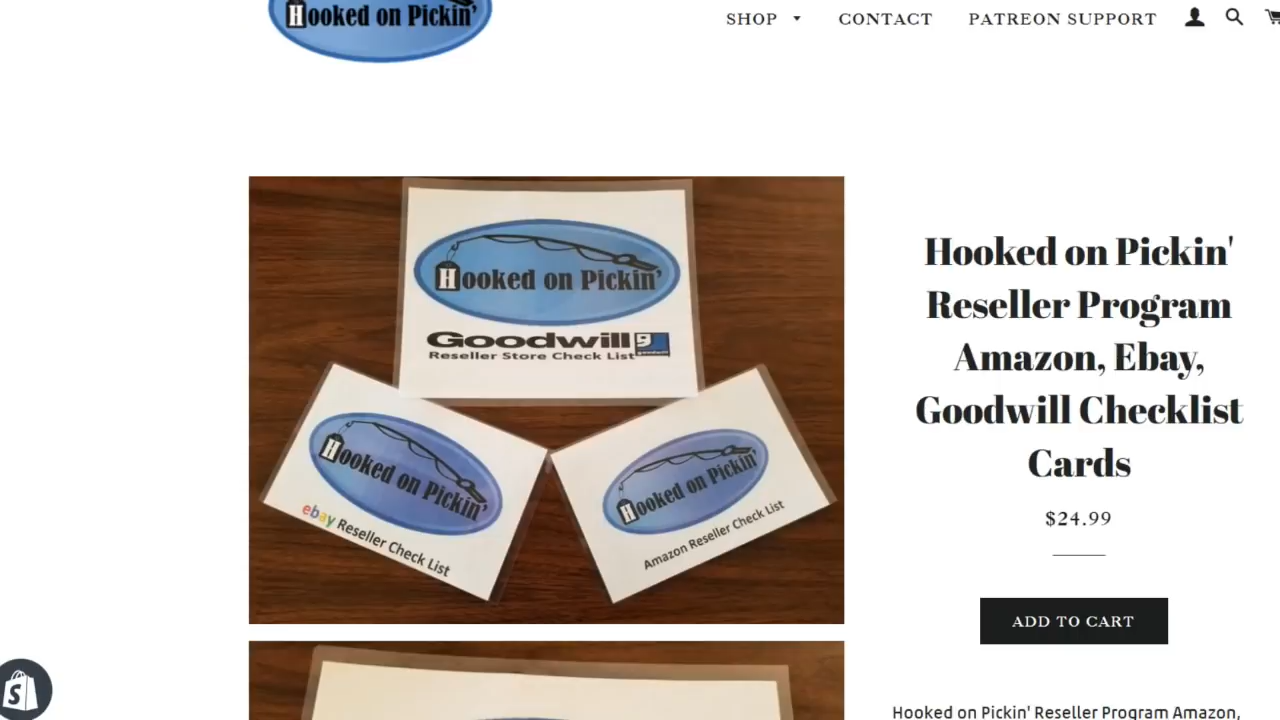 Hooked on Pickin'
SHOP CONTACT PATREON SUPPORT
Hooked on Pickin'
Goodwill
goodwill
Reseller Store Check List
Hooked on Pickin'
ebay Reseller Check List
Hooked on Pickin'
Amazon Reseller Check List
Hooked on Pickin'
Reseller Program
Amazon, Ebay,
Goodwill Checklist
Cards
$24.99
ADD TO CART
Hooked on Pickin' Reseller Program Amazon,